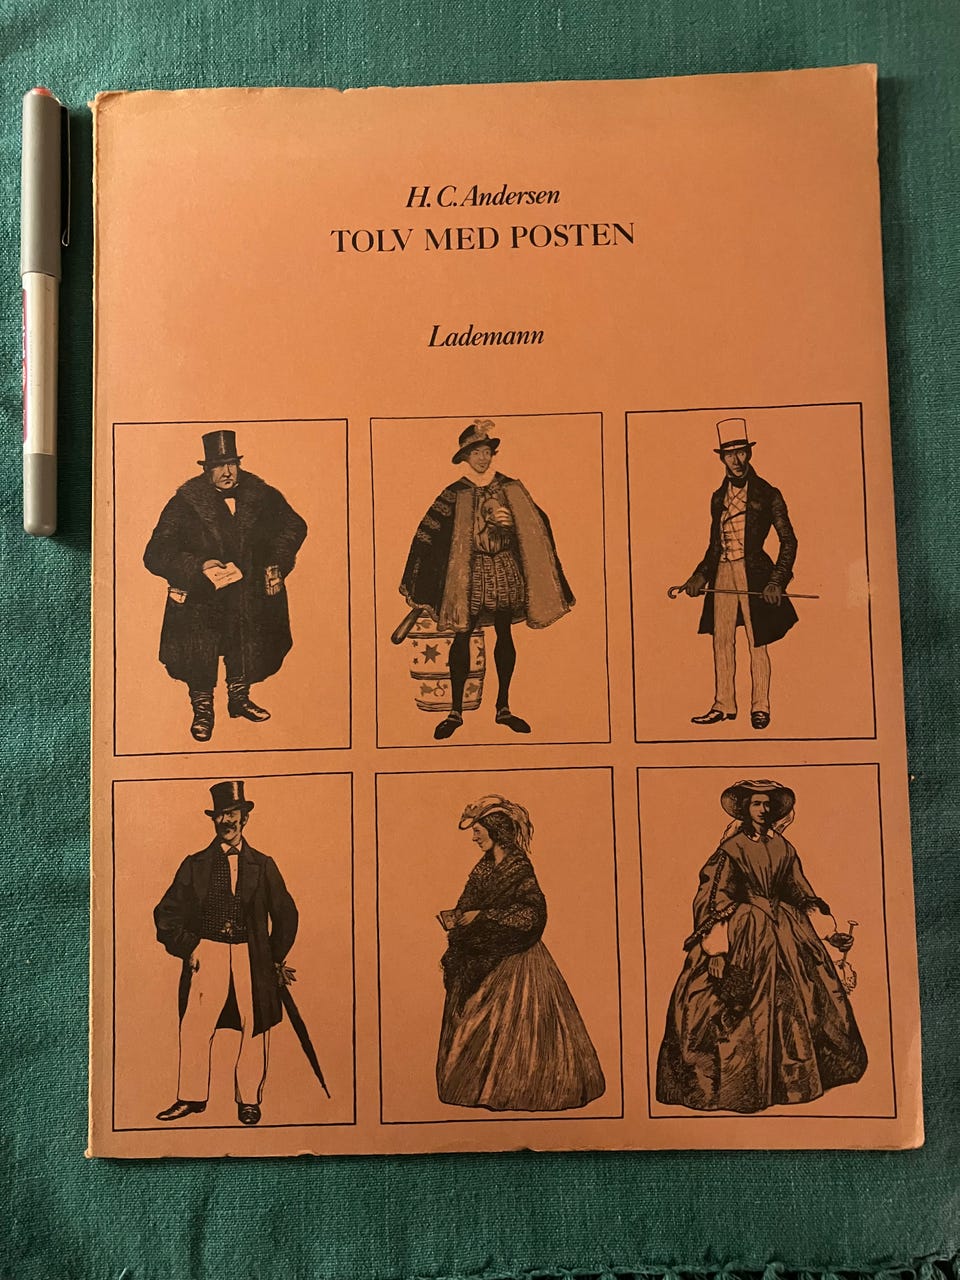 H. C. Andersen
TOLV MED POSTEN
Lademann